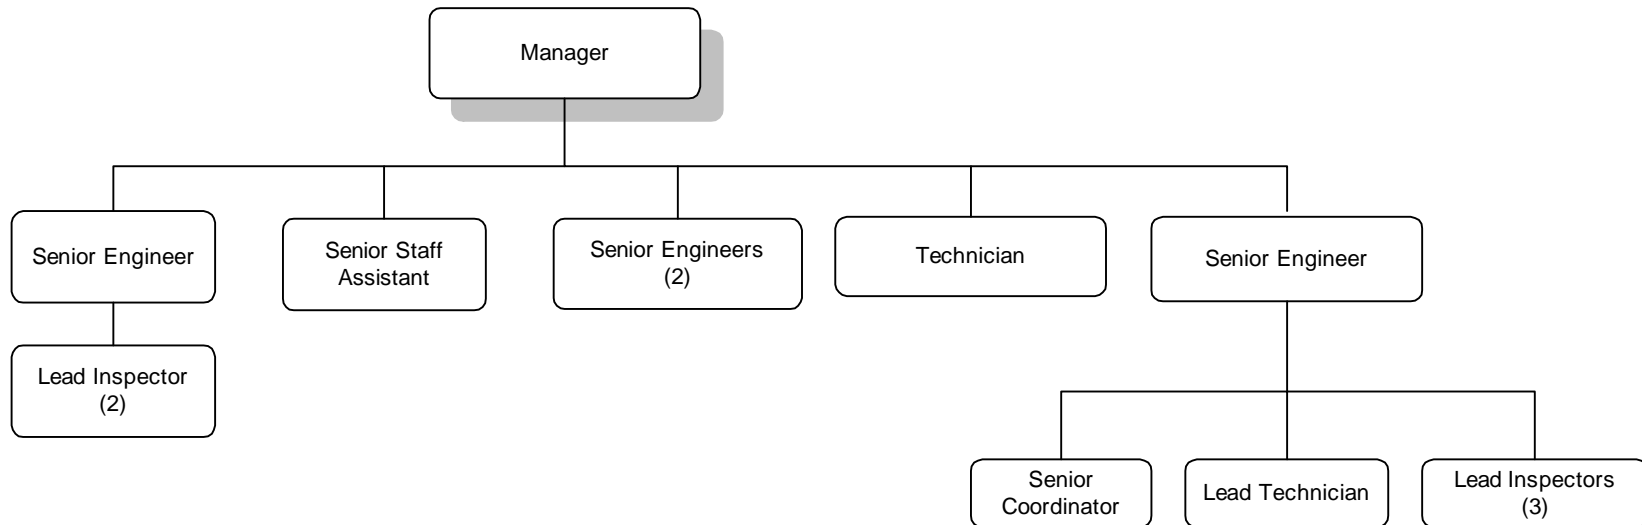 Manager
Senior Engineer
Senior Staff
Assistant
Senior Engineers
(2)
Technician
Senior Engineer
Lead Inspector
(2)
Senior
Coordinator
Lead Technician
Lead Inspectors
(3)